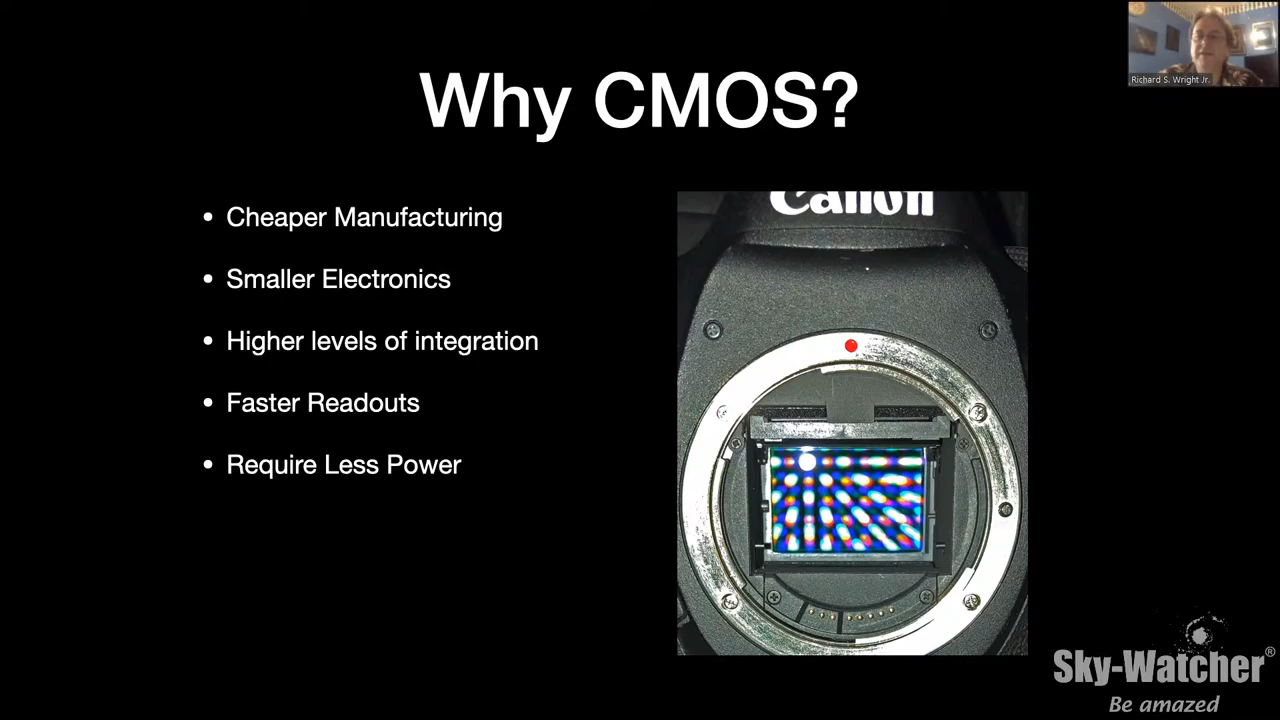 Why CMOS?
Richard S. Wright Jr.
• Cheaper Manufacturing
• Smaller Electronics
• Higher levels of integration
• Faster Readouts
• Require Less Power
Canon
Sky-Watcher®
Be amazed